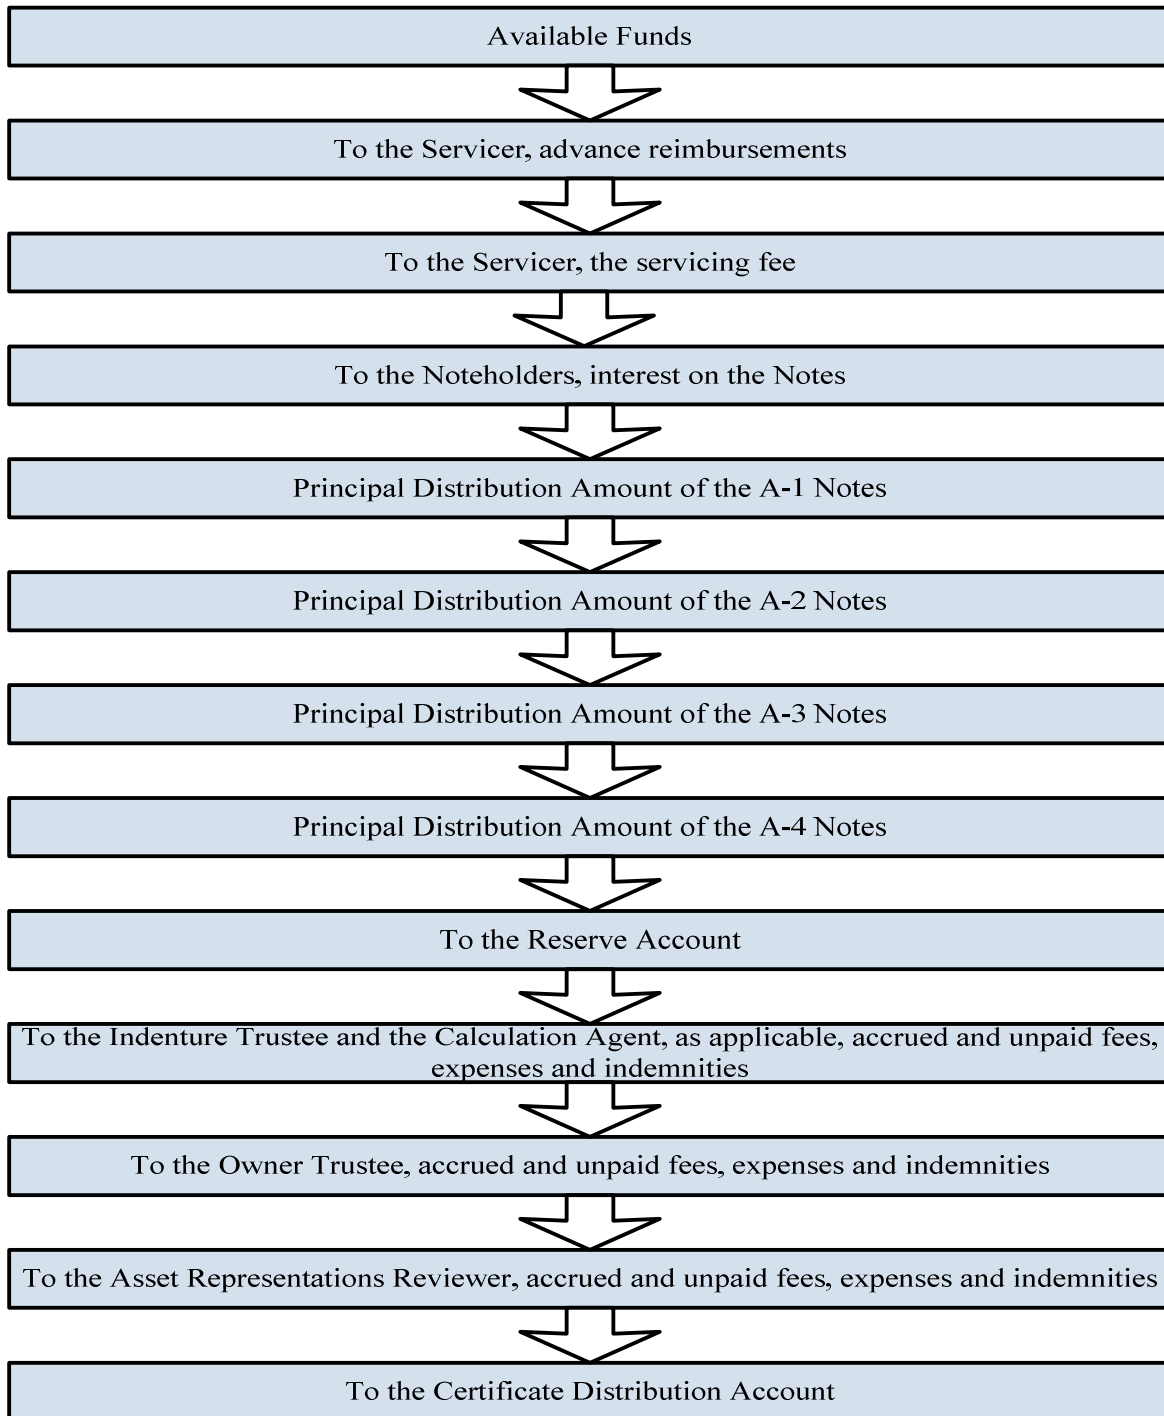 Available Funds
To the Servicer, advance reimbursements
To the Servicer, the servicing fee
To the Noteholders, interest on the Notes
Principal Distribution Amount of the A-1 Notes
Principal Distribution Amount of the A-2 Notes
Principal Distribution Amount of the A-3 Notes
Principal Distribution Amount of the A-4 Notes
To the Reserve Account
To the Indenture Trustee and the Calculation Agent, as applicable, accrued and unpaid fees,
expenses and indemnities
To the Owner Trustee, accrued and unpaid fees, expenses and indemnities
To the Asset Representations Reviewer, accrued and unpaid fees, expenses and indemnities
To the Certificate Distribution Account